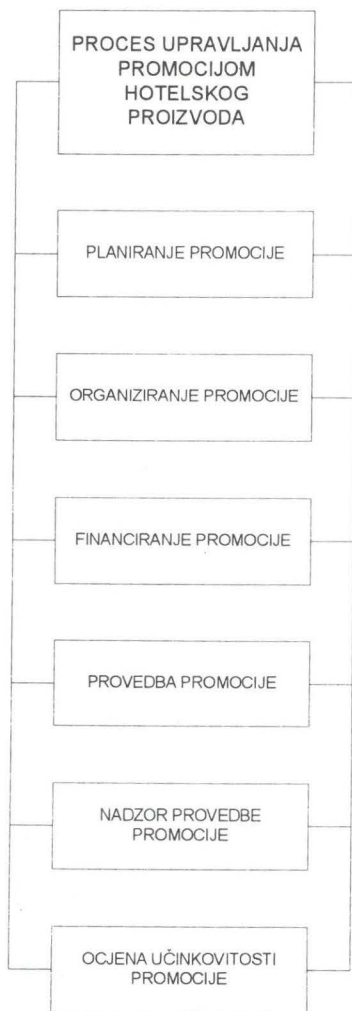 PROCES UPRAVLJANJA
PROMOCIJOM
HOTELSKOG
PROIZVODA
PLANIRANJE PROMOCIJE
ORGANIZIRANJE PROMOCIJE
FINANCIRANJE PROMOCIJE
PROVEDBA PROMOCIJE
NADZOR PROVEDBE
PROMOCIJE
OCJENA UČINKOVITOSTI
PROMOCIJE